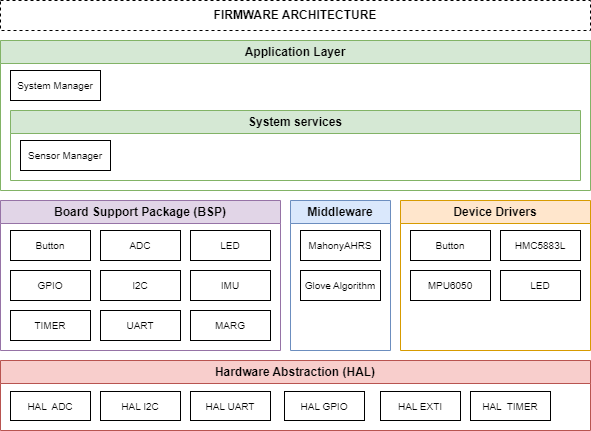 FIRMWARE ARCHITECTURE
Application Layer
System Manager
System services
Sensor Manager
Board Support Package (BSP)
Button
ADC
LED
GPIO
I2C
IMU
TIMER
UART
MARG
Middleware
MahonyAHRS
Glove Algorithm
Device Drivers
Button
HMC5883L
MPU6050
LED
Hardware Abstraction (HAL)
HAL ADC
HAL I2C
HAL UART
HAL GPIO
HAL EXTI
HAL TIMER